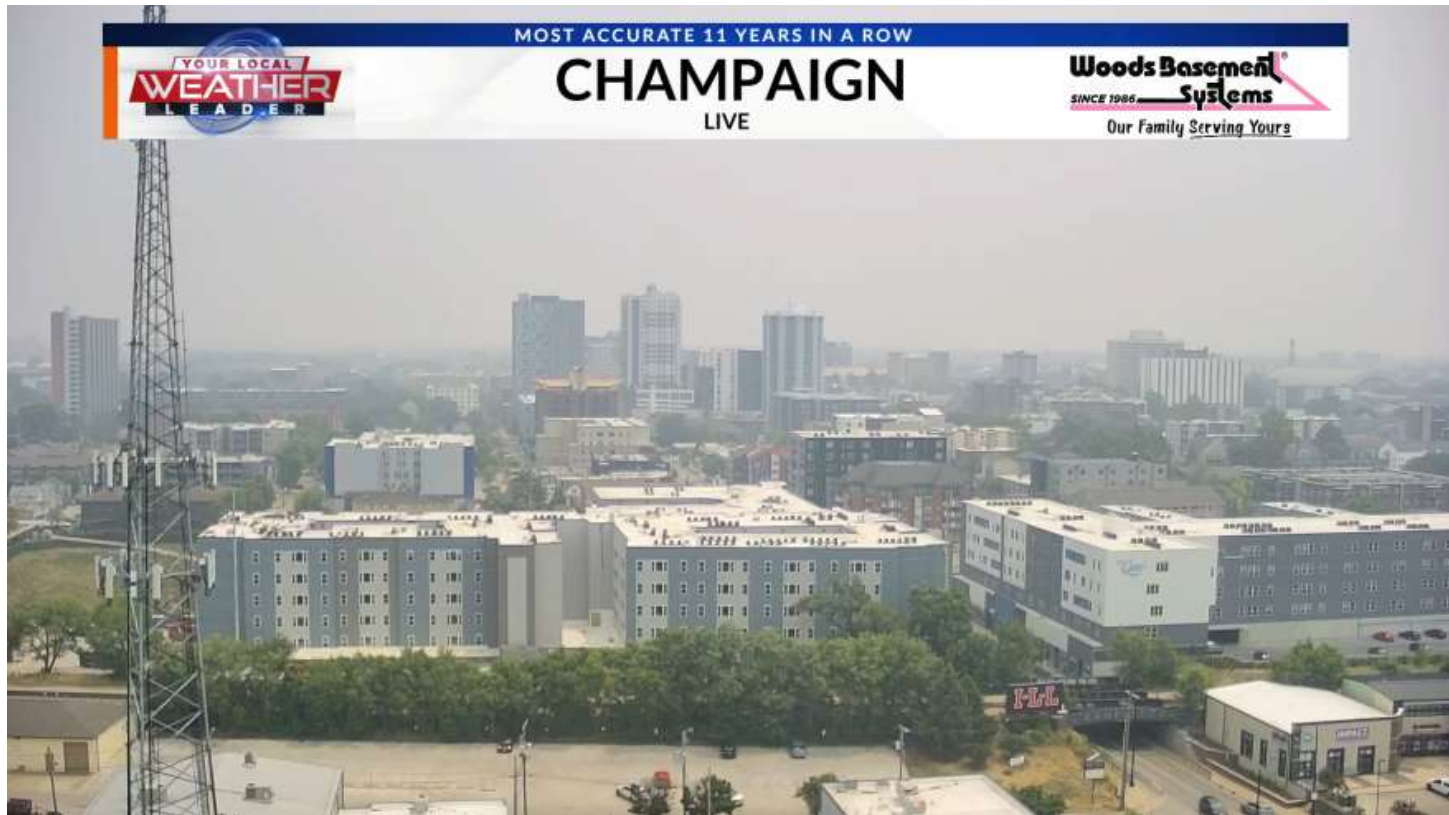 MOST ACCURATE 11 YEARS IN A ROW
YOUR LOCAL
WEATHER
LEADER
CHAMPAIGN
LIVE
Woods Basement
SINCE 1986 Systems
Our Family Serving Yours
I-L-L
IMPACT